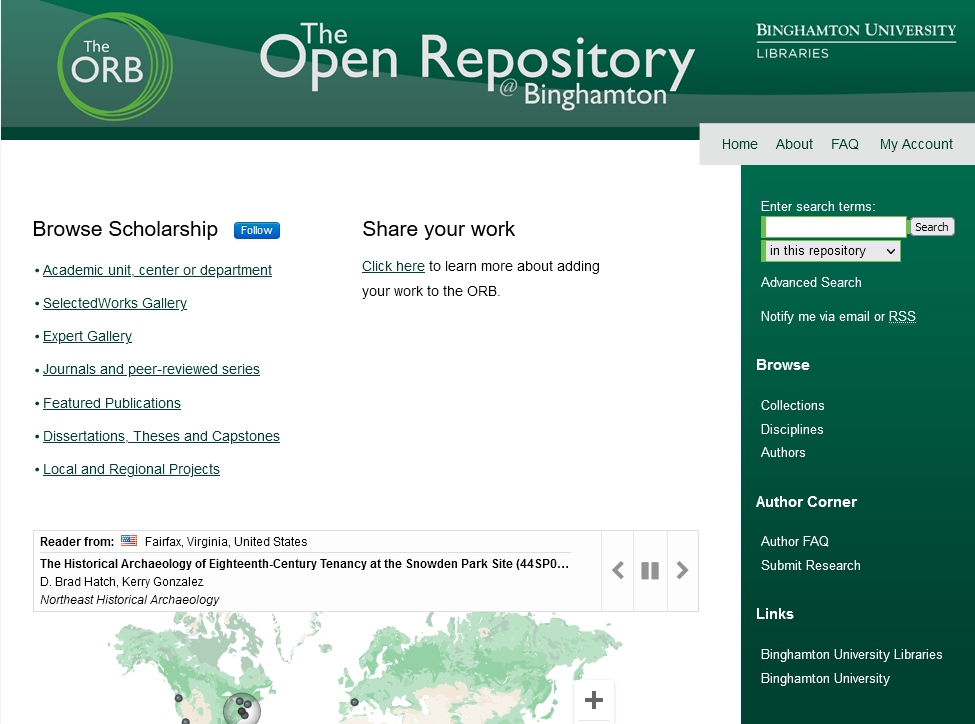 The
ORB
The
Open Repository
@ Binghamton
BINGHAMTON UNIVERSITY
LIBRARIES
Home About FAQ My Account
Browse Scholarship Follow
• Academic unit, center or department
• SelectedWorks Gallery
• Expert Gallery
• Journals and peer-reviewed series
• Featured Publications
• Dissertations, Theses and Capstones
• Local and Regional Projects
Share your work
Click here to learn more about adding
your work to the ORB.
Reader from: Fairfax, Virginia, United States
The Historical Archaeology of Eighteenth-Century Tenancy at the Snowden Park Site (44SP0...
D. Brad Hatch, Kerry Gonzalez
Northeast Historical Archaeology
+
Enter search terms:
Search
in this repository
Advanced Search
Notify me via email or RSS
Browse
Collections
Disciplines
Authors
Author Corner
Author FAQ
Submit Research
Links
Binghamton University Libraries
Binghamton University